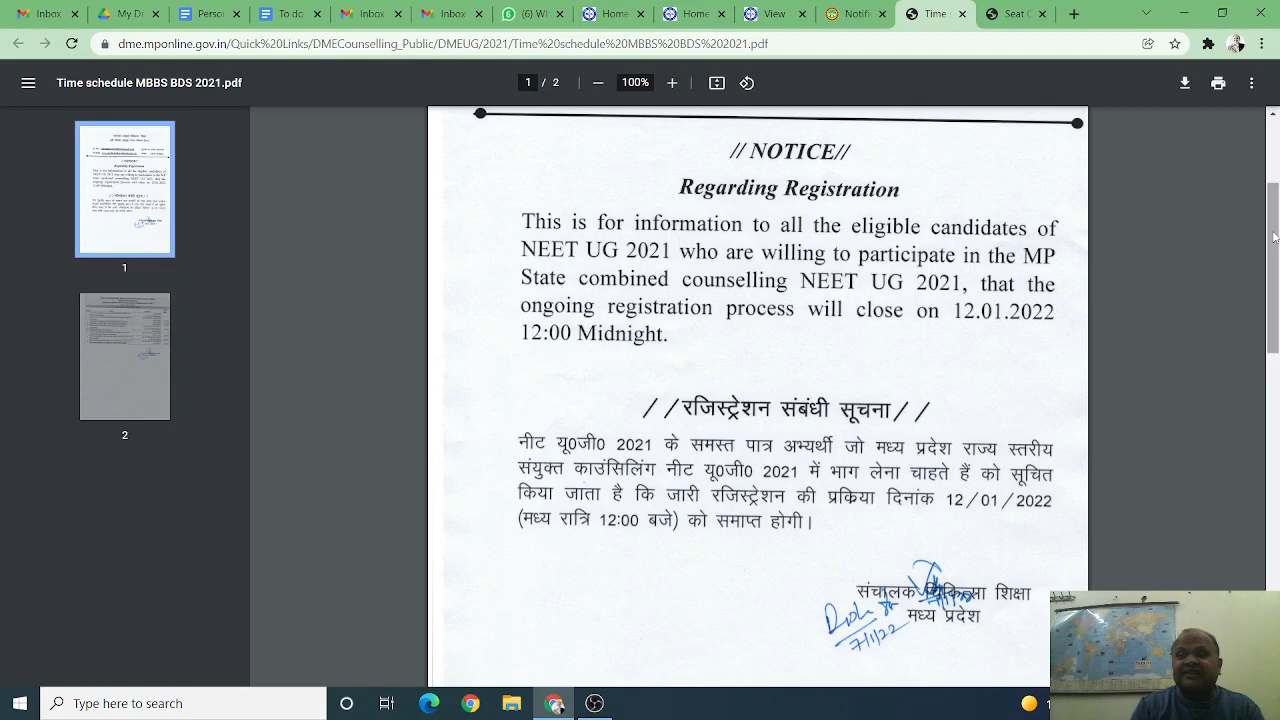 Inbox
My Dr
Person
To do
Inbox
Inbox
(6) WI
Home
Home
View
Notifi
Time
Seat C
dme.mponline.gov.in/Quick%20Links/DMECounselling_Public/DMEUG/2021/Time%20schedule%20MBBS%20BDS%202021.pdf
Time schedule MBBS BDS 2021.pdf
1 / 2
100%
// NOTICE//
Regarding Registration
This is for information to all the eligible candidates of
NEET UG 2021 who are willing to participate in the MP
State combined counselling NEET UG 2021, that the
ongoing registration process will close on 12.01.2022
12:00 Midnight.
//रजिस्ट्रेशन संबंधी सूचना//
नीट यू0जी0 2021 के समस्त पात्र अभ्यर्थी जो मध्य प्रदेश राज्य स्तरीय
संयुक्त काउंसिलिंग नीट यू0जी0 2021 में भाग लेना चाहते हैं को सूचित
किया जाता है कि जारी रजिस्ट्रेशन की प्रक्रिया दिनांक 12/01/2022
(मध्य रात्रि 12:00 बजे) को समाप्त होगी।
संचालक चिकित्सा शिक्षा
मध्य प्रदेश
7/1/22
1
2
Type here to search